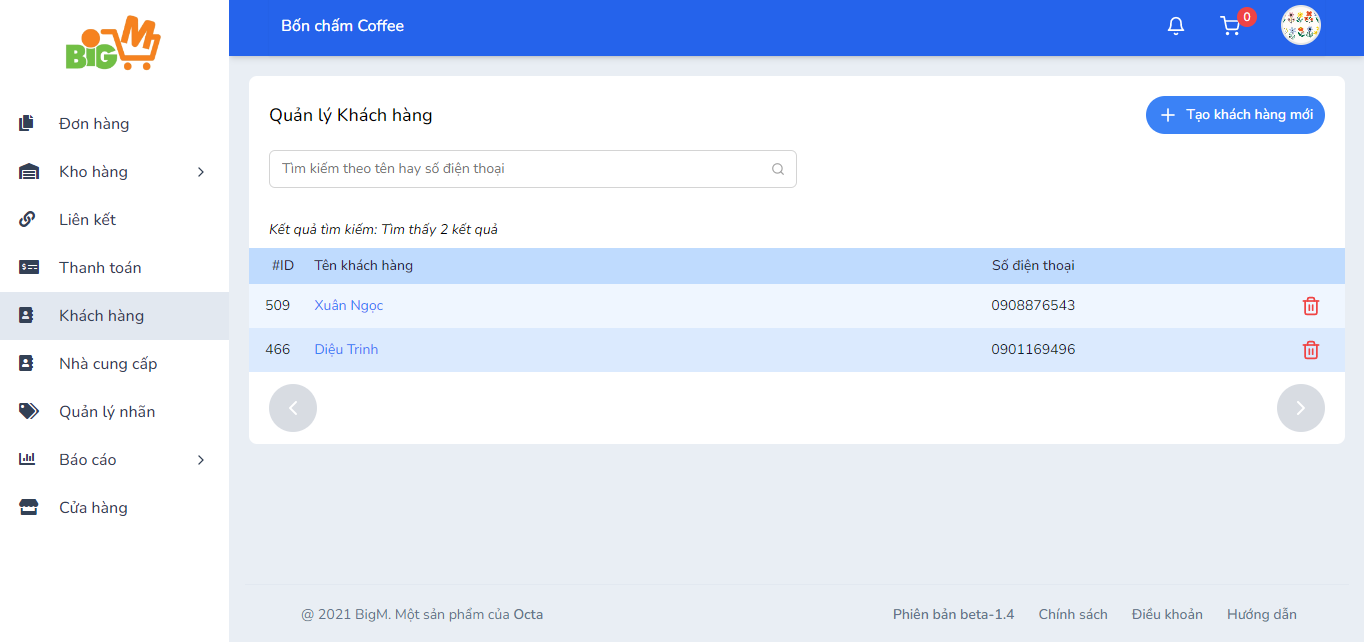 BIG M
Bốn chấm Coffee
0
Đơn hàng
Kho hàng
Liên kết
Thanh toán
Khách hàng
Nhà cung cấp
Quản lý nhãn
Báo cáo
Cửa hàng
Quản lý Khách hàng
Tạo khách hàng mới
Tìm kiếm theo tên hay số điện thoại
Kết quả tìm kiếm: Tìm thấy 2 kết quả
#ID Tên khách hàng Số điện thoại
509 Xuân Ngọc 0908876543
466 Diệu Trinh 0901169496
@ 2021 BigM. Một sản phẩm của Octa Phiên bản beta-1.4 Chính sách Điều khoản Hướng dẫn